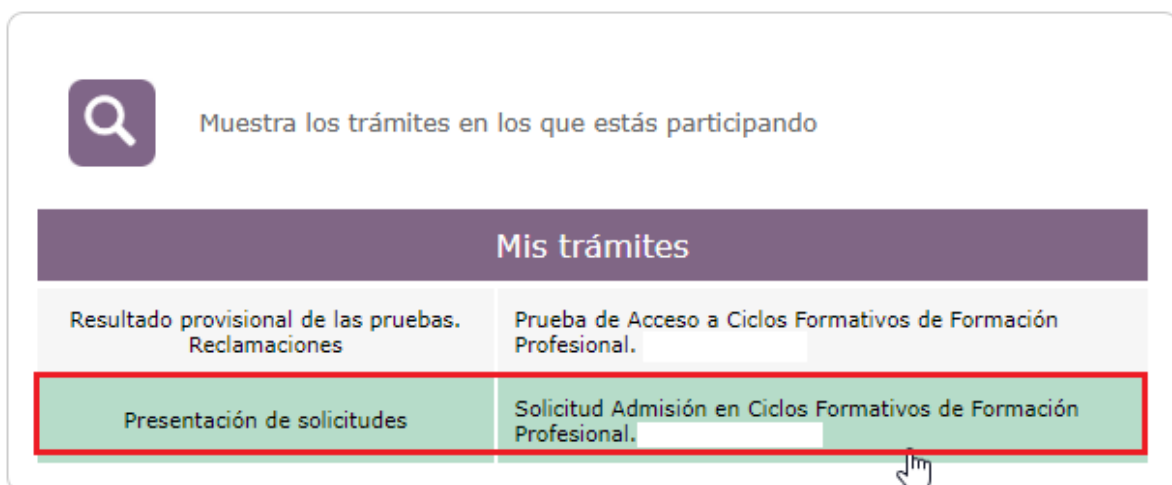 Muestra los trámites en los que estás participando
Mis trámites
Resultado provisional de las pruebas.
Reclamaciones
Prueba de Acceso a Ciclos Formativos de Formación
Profesional.
Presentación de solicitudes
Solicitud Admisión en Ciclos Formativos de Formación
Profesional.